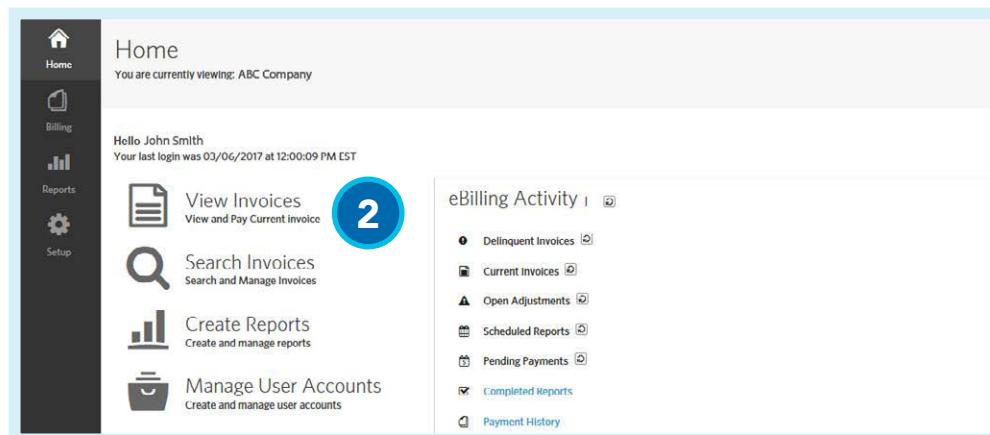 Home
Billing
Reports
Setup
Home
You are currently viewing: ABC Company
Hello John Smith
Your last login was 03/06/2017 at 12:00:09 PM EST
View Invoices
View and Pay Current invoice
2
Search Invoices
Search and Manage Invoices
Create Reports
Create and manage reports
Manage User Accounts
Create and manage user accounts
eBilling Activity |
Delinquent Invoices
Current Invoices
Open Adjustments
Scheduled Reports
Pending Payments
Completed Reports
Payment History